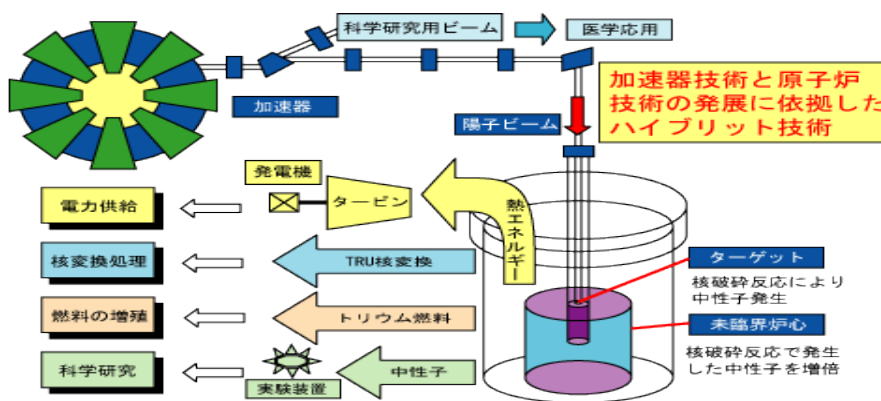 科学研究用ビーム
医学応用
加速器
加速器技術と原子炉
技術の発展に依拠した
ハイブリット技術
陽子ビーム
発電機
タービン
熱エネルギー
電力供給
核変換処理
TRU核変換
ターゲット
核破砕反応により
中性子発生
燃料の増殖
トリウム燃料
未臨界炉心
核破砕反応で発生
した中性子を増倍
科学研究
実験装置
中性子